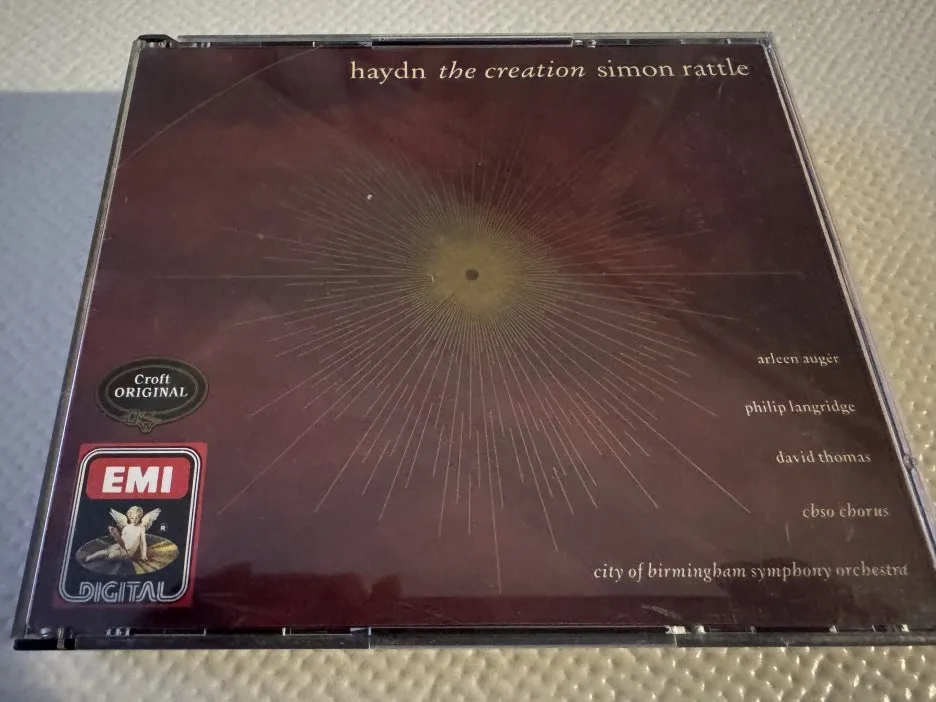 haydn the creation simon rattle
arleen augér
philip langridge
david thomas
cbso chorus
city of birmingham symphony orchestra
Croft
ORIGINAL
EMI
®
DIGITAL